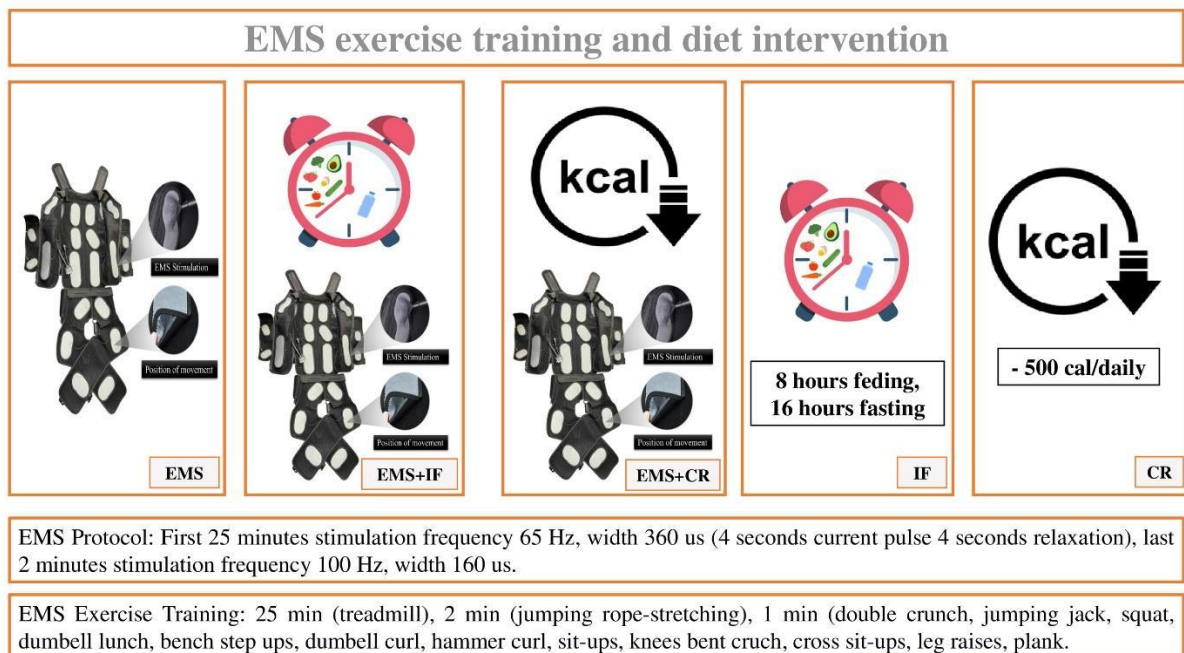 EMS exercise training and diet intervention
EMS Stimulation
Position of movement
EMS
EMS Stimulation
Position of movement
EMS+IF
kcal
EMS Stimulation
Position of movement
EMS+CR
8 hours feding,
16 hours fasting
IF
kcal
- 500 cal/daily
CR
EMS Protocol: First 25 minutes stimulation frequency 65 Hz, width 360 us (4 seconds current pulse 4 seconds relaxation), last
2 minutes stimulation frequency 100 Hz, width 160 us.
EMS Exercise Training: 25 min (treadmill), 2 min (jumping rope-stretching), 1 min (double crunch, jumping jack, squat,
dumbell lunch, bench step ups, dumbell curl, hammer curl, sit-ups, knees bent cruch, cross sit-ups, leg raises, plank.